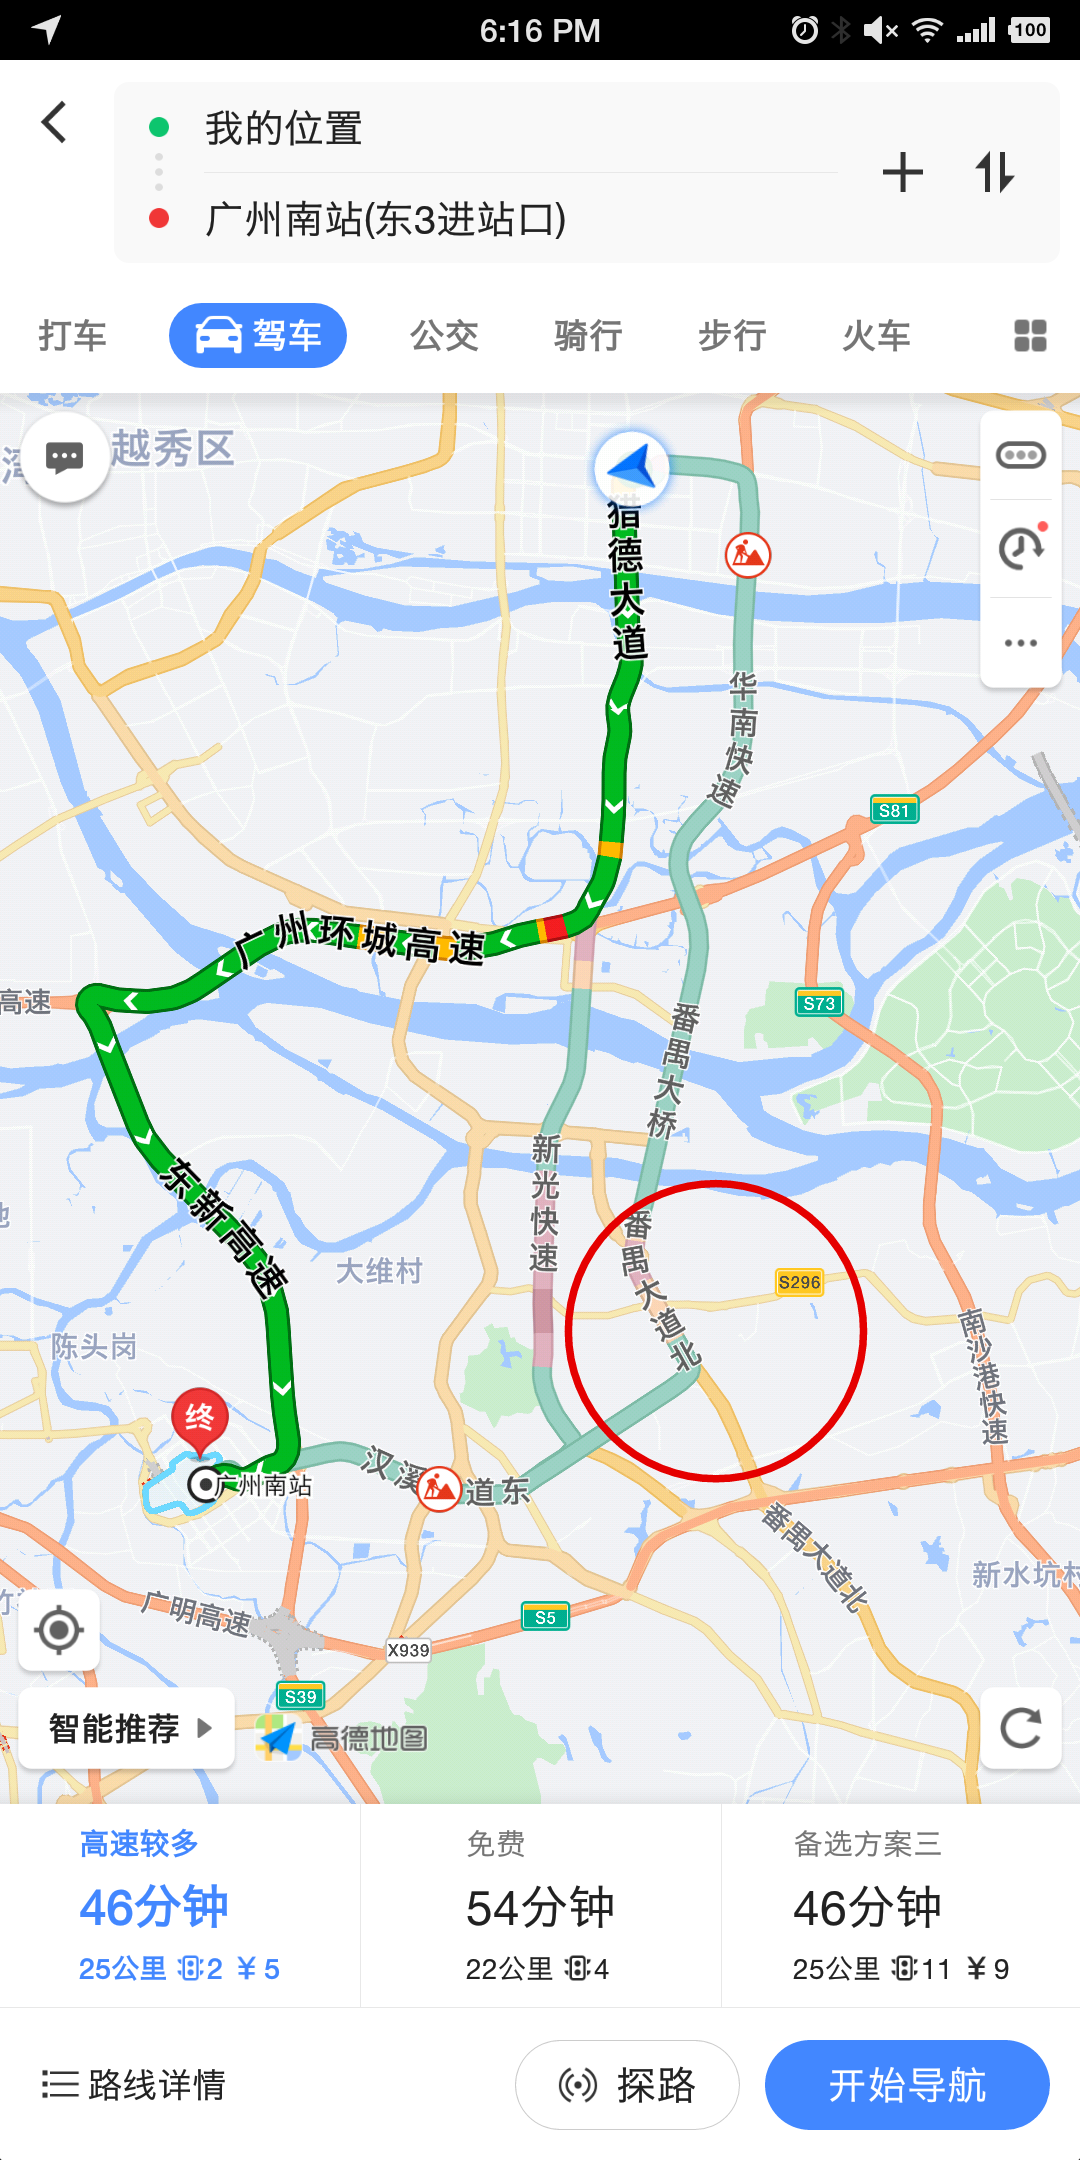 6:16 PM
100
我的位置
广州南站(东3进站口)
打车
驾车
公交
骑行
步行
火车
越秀区
猎德大道
华南快速
S81
广州环城高速
高速
S73
番禺大桥
新光快速
番禺大道北
S296
东新高速
大维村
陈头岗
南沙港快速
终
广州南站
汉溪
道东
番禺大道北
新水坑村
广明高速
S5
X939
S39
智能推荐
高德地图
高速较多
46分钟
25公里 2 ¥ 5
免费
54分钟
22公里 4
备选方案三
46分钟
25公里 11 ¥ 9
路线详情
探路
开始导航